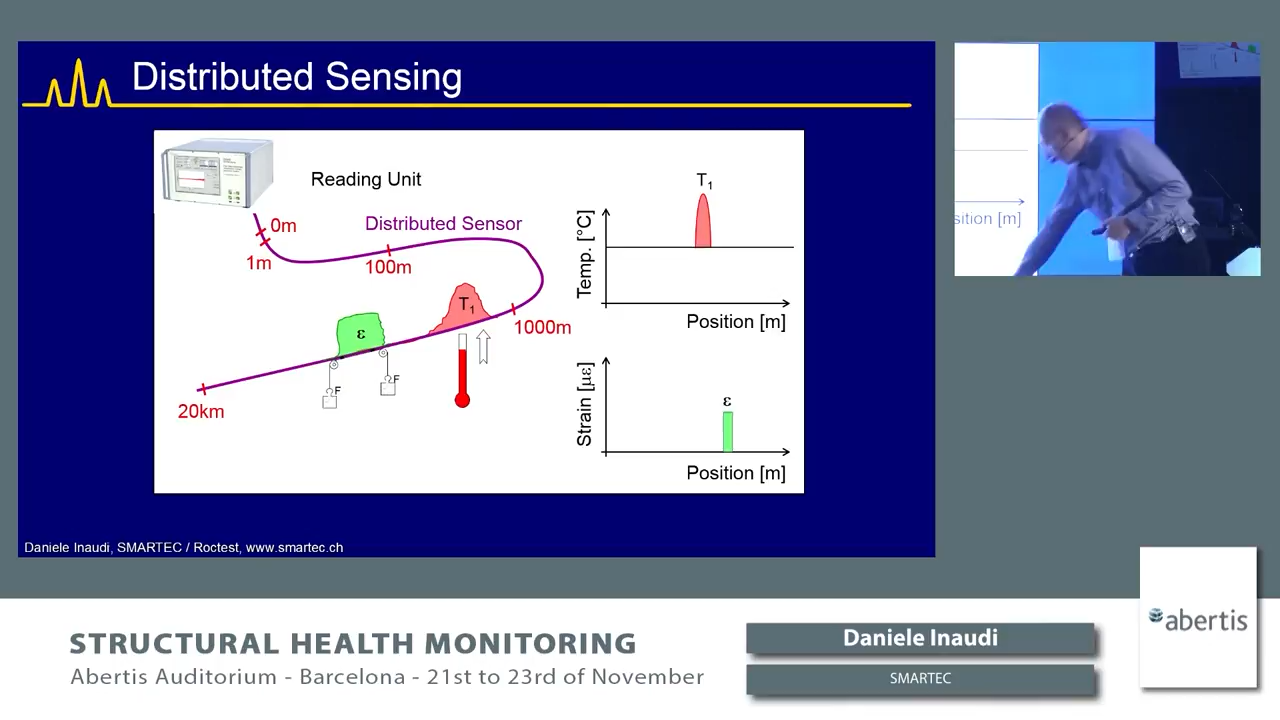 Distributed Sensing
Reading Unit
Distributed Sensor
0m
1m
100m
1000m
20km
T1
ε
F
F
T1
Temp. [°C]
Position [m]
ε
Strain [με]
Position [m]
Daniele Inaudi, SMARTEC / Roctest, www.smartec.ch
sition [m]
STRUCTURAL HEALTH MONITORING
Abertis Auditorium - Barcelona - 21st to 23rd of November
Daniele Inaudi
SMARTEC
abertis